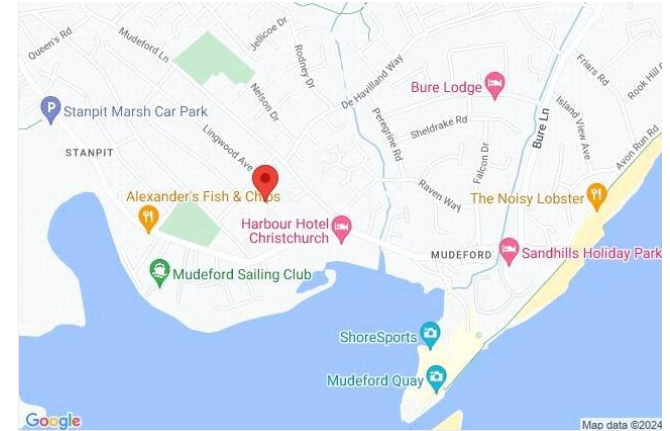 Queen's Rd
Mudeford Ln
Jellicoe Dr
Rodney Dr
De Havilland Way
Nelson Dr
Peregrine Rd
Bure Lodge
Friars Rd
Rook Hill R
Island View Ave
Bure Ln
Stanpit Marsh Car Park
Sheldrake Rd
Lingwood Ave
STANPIT
Falcon Dr
Avon Run Rd
Raven Way
Alexander's Fish & Chips
The Noisy Lobster
Harbour Hotel
Christchurch
MUDEFORD
Sandhills Holiday Park
Mudeford Sailing Club
ShoreSports
Mudeford Quay
Google
Map data ©2024